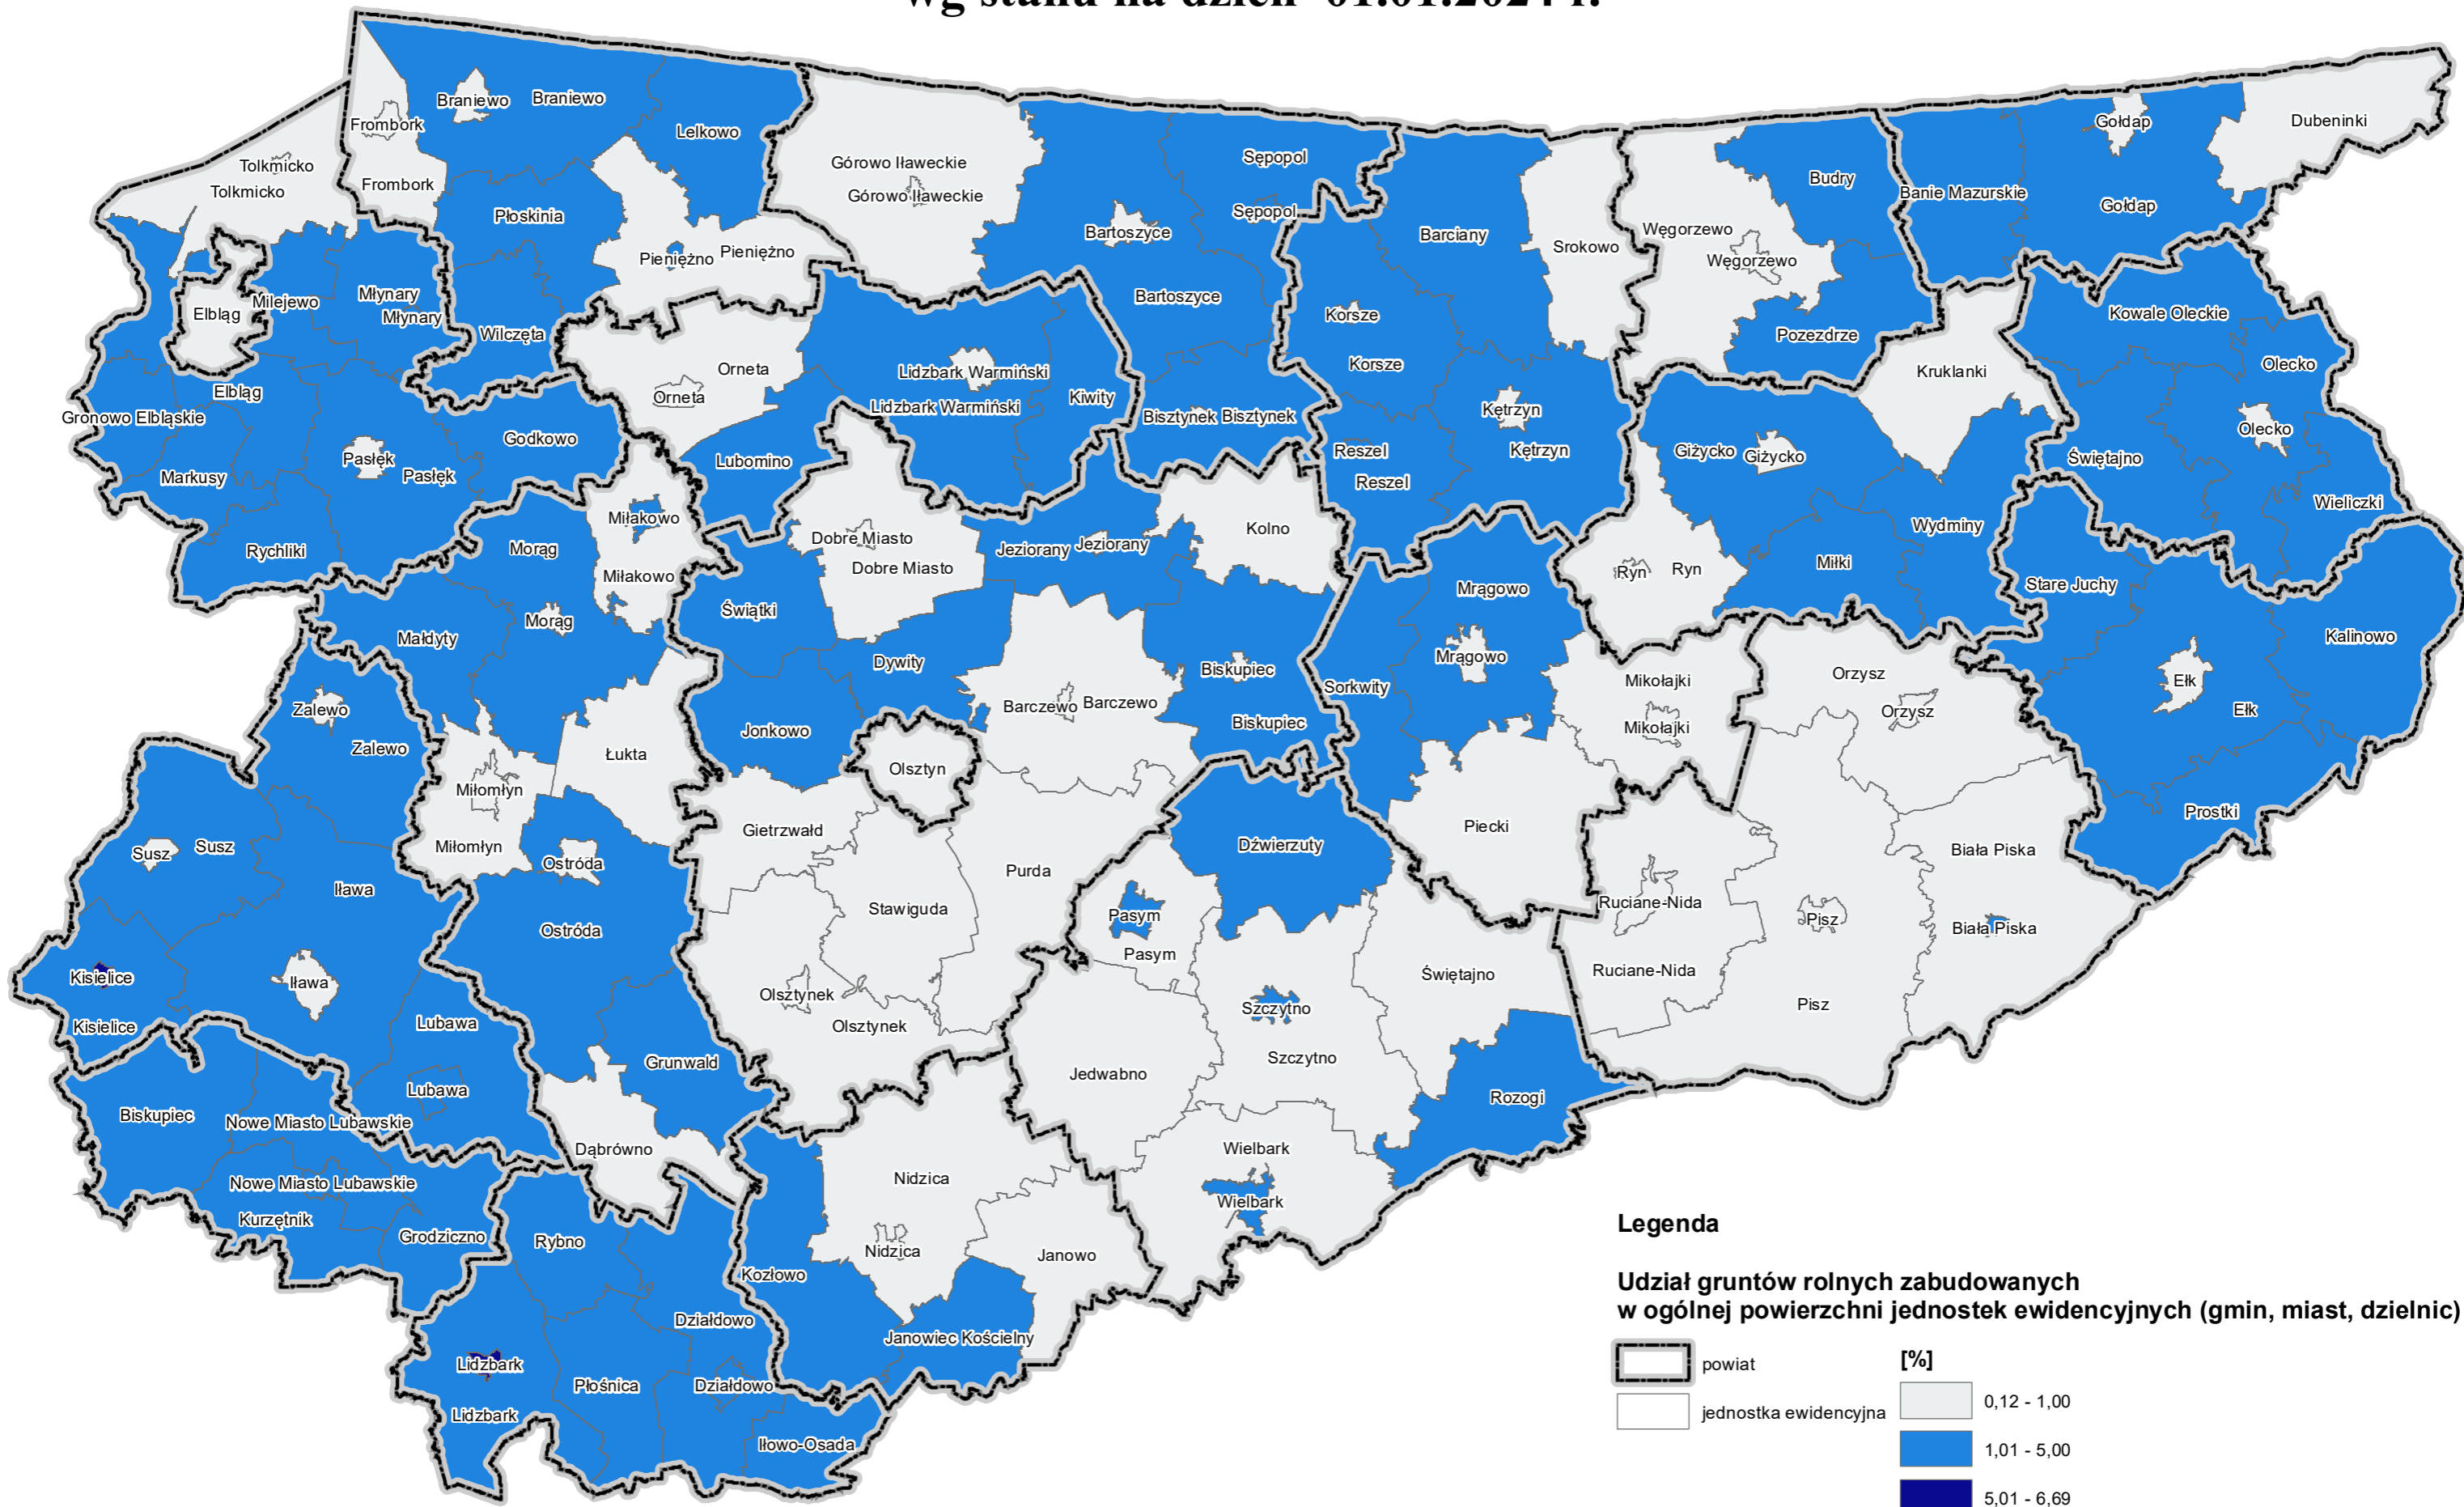 wg stanu na dzień 01.01.2024 r.
Braniewo
Braniewo
Frombork
Lelkowo
Gołdap
Dubeninki
Tolkmicko
Tolkmicko
Frombork
Górowo Iławeckie
Górowo Iławeckie
Sępopol
Sępopol
Budry
Banie Mazurskie
Gołdap
Płoskinia
Bartoszyce
Barciany
Srokowo
Węgorzewo
Węgorzewo
Pieniężno
Pieniężno
Elbląg
Milejewo
Młynary
Młynary
Wilczęta
Bartoszyce
Korsze
Korsze
Pozezdrze
Kowale Oleckie
Olecko
Orneta
Orneta
Lidzbark Warmiński
Lidzbark Warmiński
Kiwity
Kruklanki
Elbląg
Gronowo Elbląskie
Bisztynek
Bisztynek
Kętrzyn
Kętrzyn
Olecko
Godkowo
Pasłęk
Pasłęk
Markusy
Lubomino
Reszel
Reszel
Giżycko
Giżycko
Świętajno
Wieliczki
Miłakowo
Miłakowo
Morąg
Rychliki
Dobre Miasto
Dobre Miasto
Jeziorany
Jeziorany
Kolno
Wydminy
Miłki
Ryn
Ryn
Stare Juchy
Mrągowo
Mrągowo
Świątki
Morąg
Małdyty
Kalinowo
Dywity
Biskupiec
Biskupiec
Sorkwity
Mikołajki
Mikołajki
Orzysz
Orzysz
Ełk
Ełk
Barczewo
Barczewo
Zalewo
Zalewo
Jonkowo
Łukta
Olsztyn
Miłomłyn
Miłomłyn
Prostki
Gietrzwałd
Piecki
Dźwierzuty
Susz
Susz
Ostróda
Biała Piska
Iława
Purda
Ruciane-Nida
Stawiguda
Pasym
Pasym
Pisz
Biała Piska
Ostróda
Kisielice
Iława
Świętajno
Ruciane-Nida
Olsztynek
Olsztynek
Szczytno
Pisz
Kisielice
Lubawa
Szczytno
Grunwald
Jedwabno
Lubawa
Rozogi
Biskupiec
Nowe Miasto Lubawskie
Dąbrówno
Wielbark
Nowe Miasto Lubawskie
Nidzica
Wielbark
Kurzętnik
Grodziczno
Rybno
Nidzica
Janowo
Kozłowo
Działdowo
Janowiec Kościelny
Lidzbark
Płośnica
Działdowo
Lidzbark
Iłowo-Osada
Legenda
Udział gruntów rolnych zabudowanych
w ogólnej powierzchni jednostek ewidencyjnych (gmin, miast, dzielnic)
powiat
jednostka ewidencyjna
[%]
0,12 - 1,00
1,01 - 5,00
5,01 - 6,69